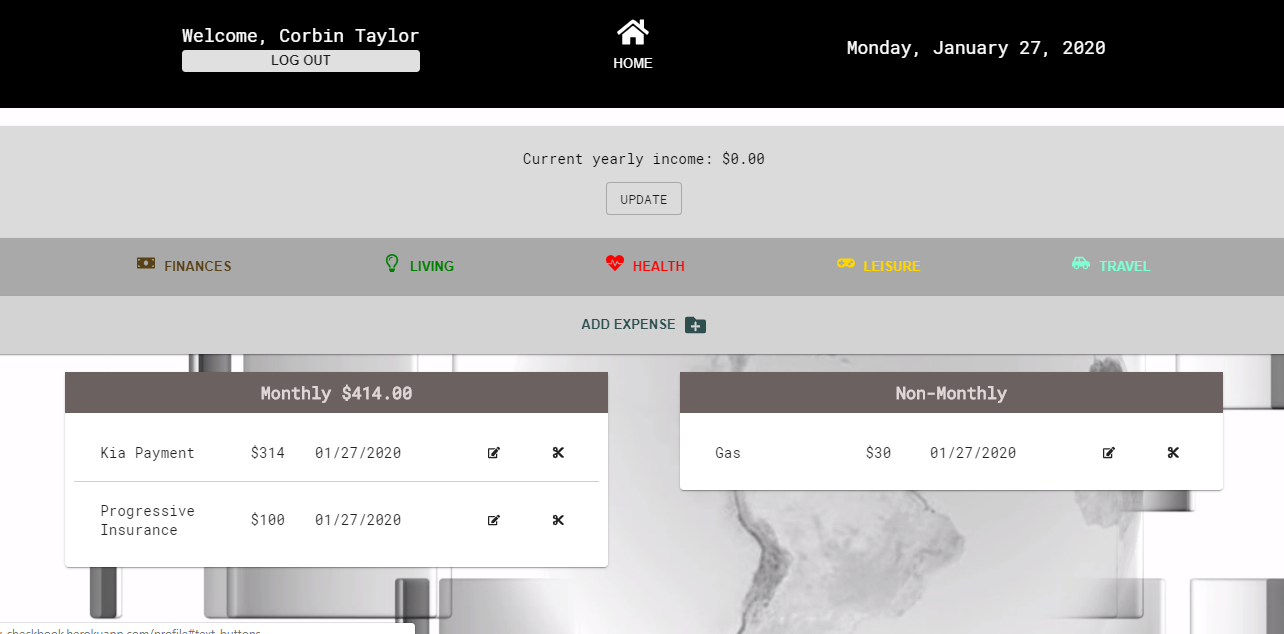 Welcome, Corbin Taylor
LOG OUT
HOME
Monday, January 27, 2020
Current yearly income: $0.00
UPDATE
FINANCES
LIVING
HEALTH
LEISURE
TRAVEL
ADD EXPENSE
Monthly $414.00
Kia Payment $314 01/27/2020
Progressive
Insurance $100 01/27/2020
Non-Monthly
Gas $30 01/27/2020
checkbook.herokuapp.com/profile#text-buttons